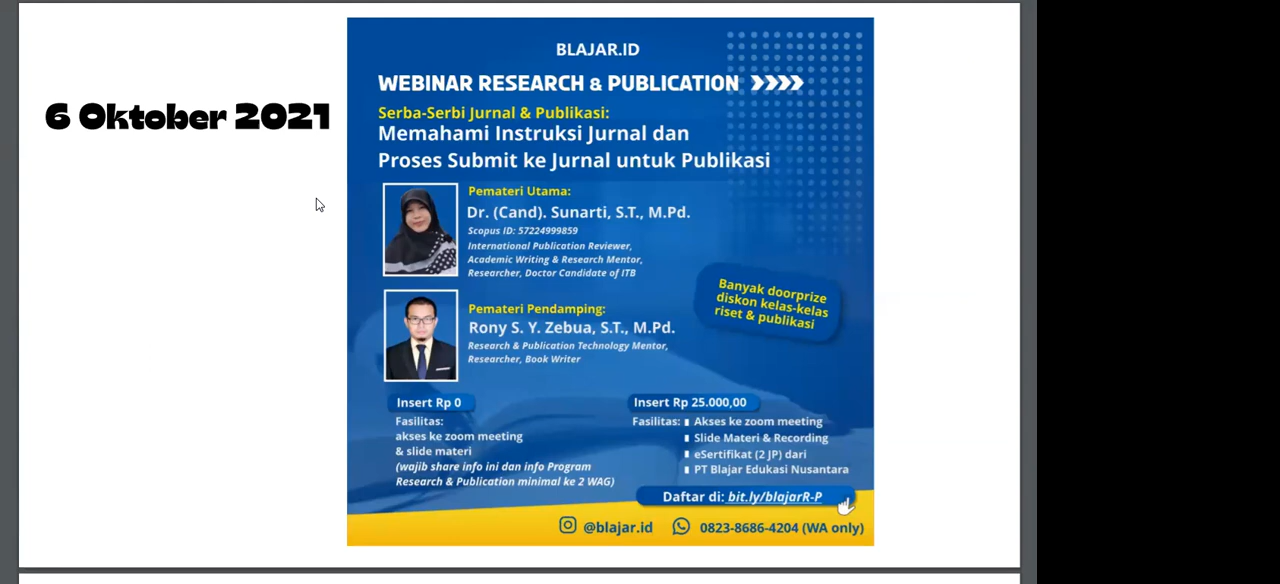 6 Oktober 2021
BLAJAR.ID
WEBINAR RESEARCH & PUBLICATION
Serba-Serbi Jurnal & Publikasi:
Memahami Instruksi Jurnal dan
Proses Submit ke Jurnal untuk Publikasi
Pemateri Utama:
Dr. (Cand). Sunarti, S.T., M.Pd.
Scopus ID: 57224999859
International Publication Reviewer,
Academic Writing & Research Mentor,
Researcher, Doctor Candidate of ITB
Banyak doorprize
diskon kelas-kelas
riset & publikasi
Pemateri Pendamping:
Rony S. Y. Zebua, S.T., M.Pd.
Research & Publication Technology Mentor,
Researcher, Book Writer
Insert Rp 0
Fasilitas:
akses ke zoom meeting
& slide materi
(wajib share info ini dan info Program
Research & Publication minimal ke 2 WAG)
Insert Rp 25.000,00
Fasilitas: Akses ke zoom meeting
Slide Materi & Recording
eSertifikat (2 JP) dari
PT Blajar Edukasi Nusantara
Daftar di: bit.ly/blajarR-P
@blajar.id 0823-8686-4204 (WA only)